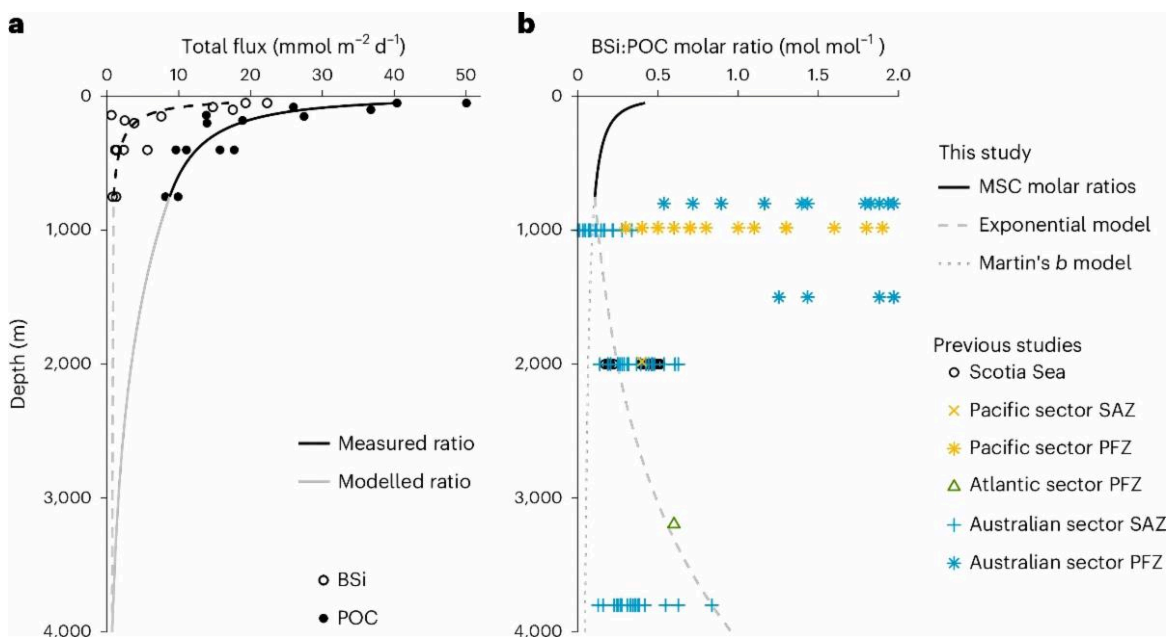 a
Total flux (mmol m⁻² d⁻¹)
0 10 20 30 40 50
0
1,000
2,000
3,000
4,000
Depth (m)
Measured ratio
Modelled ratio
BSi
POC
b
BSi:POC molar ratio (mol mol⁻¹)
0 0.5 1.0 1.5 2.0
0
1,000
2,000
3,000
4,000
This study
MSC molar ratios
Exponential model
Martin's b model
Previous studies
Scotia Sea
Pacific sector SAZ
Pacific sector PFZ
Atlantic sector PFZ
Australian sector SAZ
Australian sector PFZ